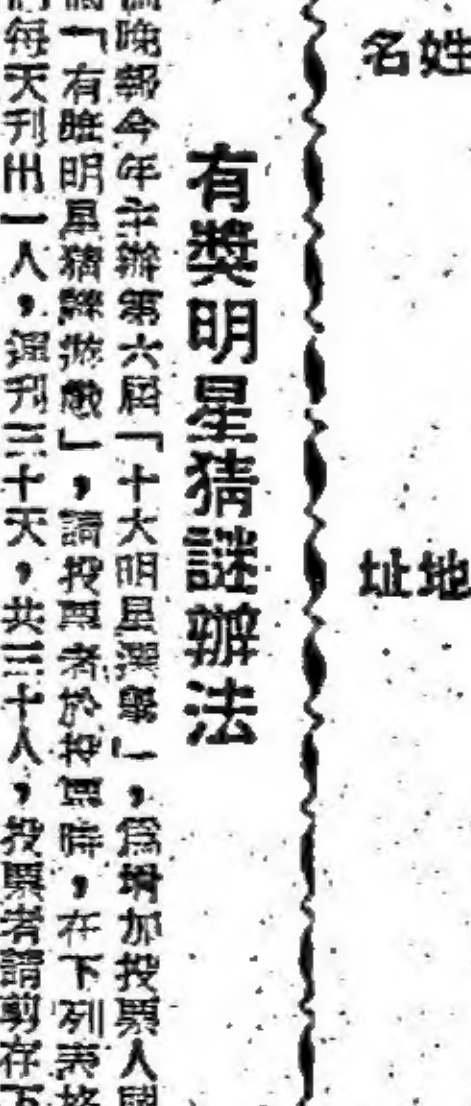 姓名
地址
有獎明星猜謎辦法
晚報今年主辦第六屆「十大明星選舉」，爲增加投票人
「有獎明星猜謎遊戲」，請投票者於投票時，在下列表格
每天刊出一人，連刊三十天，共三十人，投票者請剪存下